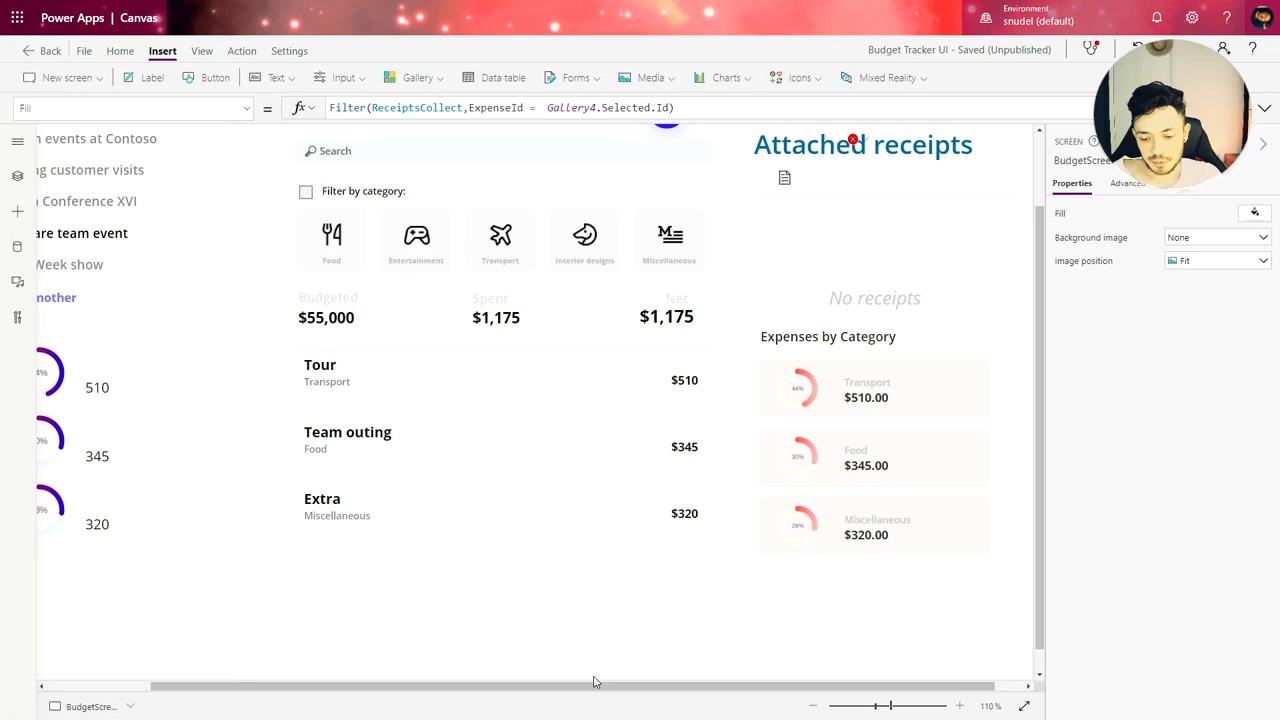 Power Apps | Canvas
Environment
snudel (default)
Back File Home Insert View Action Settings
Budget Tracker UI - Saved (Unpublished)
New screen Label Button Text Input Gallery Data table Forms Media Charts Icons Mixed Reality
Fill = fx Filter(ReceiptsCollect,ExpenseId = Gallery4.Selected.Id)
events at Contoso
customer visits
Conference XVI
team event
Week show
510
345
320
Search
Filter by category:
Food Entertainment Transport Interior designs Miscellaneous
Budgeted Spent Net
$55,000 $1,175 $1,175
Tour
Transport
$510
Team outing
Food
$345
Extra
Miscellaneous
$320
Attached receipts
No receipts
Expenses by Category
44%
Transport
$510.00
30%
Food
$345.00
Miscellaneous
$320.00
SCREEN
Properties
Fill
Background image None
Image position Fit
110 %